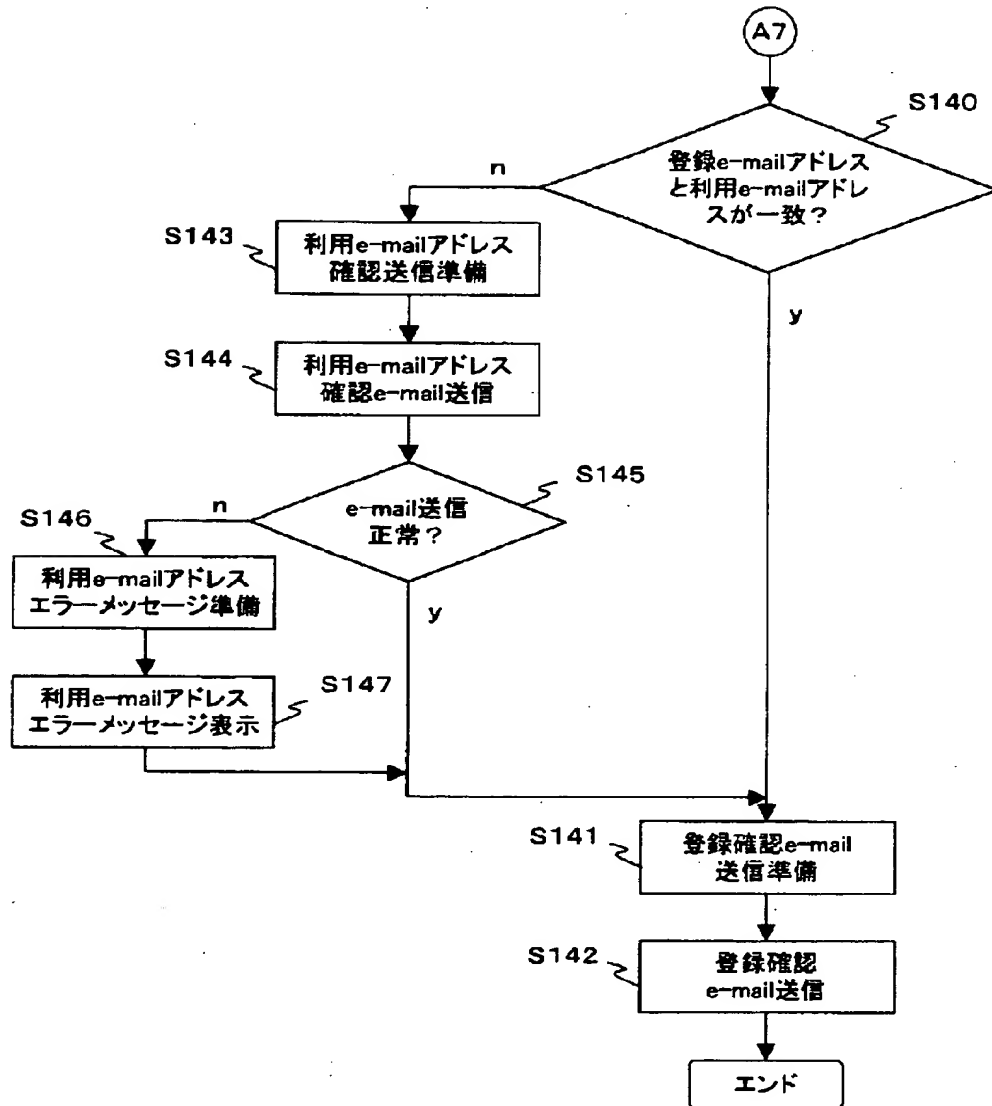 A7
S140
登録e-mailアドレス
と利用e-mailアドレ
スが一致?
n
y
S143
利用e-mailアドレス
確認送信準備
S144
利用e-mailアドレス
確認e-mail送信
S145
e-mail送信
正常?
n
y
S146
利用e-mailアドレス
エラーメッセージ準備
S147
利用e-mailアドレス
エラーメッセージ表示
S141
登録確認e-mail
送信準備
S142
登録確認
e-mail送信
エンド